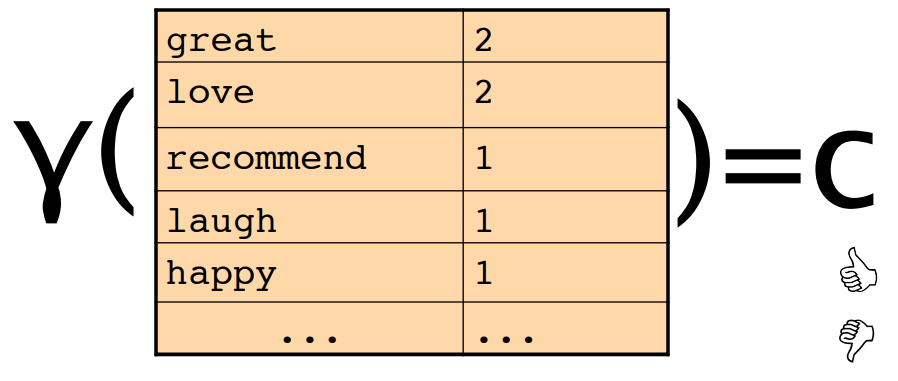 great 2
love 2
γ( recommend 1 )=c
laugh 1
happy 1
... ...